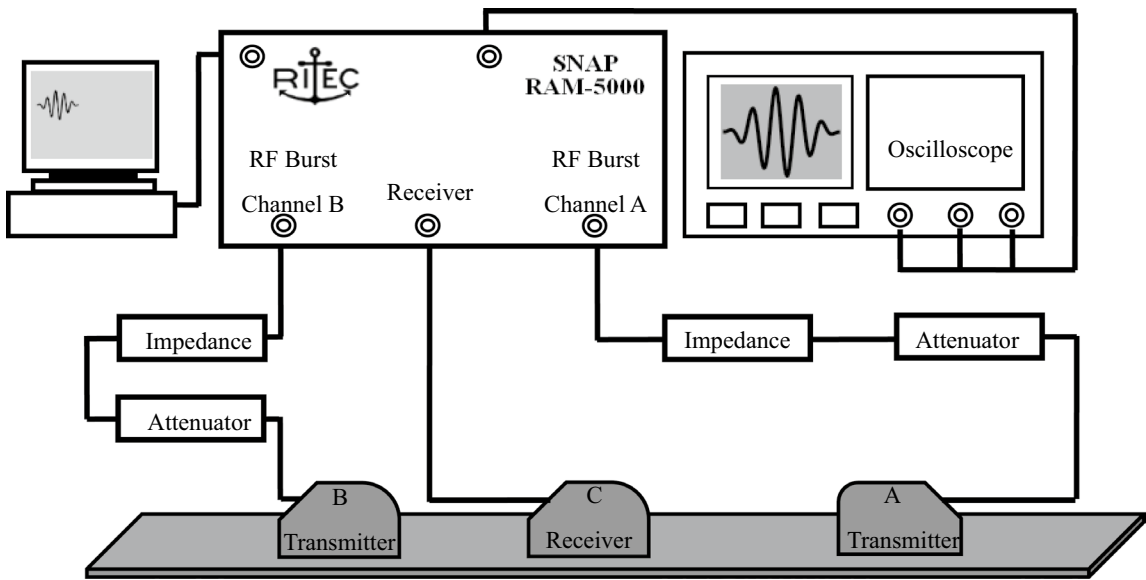 RITEC
SNAP
RAM-5000
RF Burst
Channel B
Receiver
RF Burst
Channel A
Oscilloscope
Impedance
Attenuator
Impedance
Attenuator
B
Transmitter
C
Receiver
A
Transmitter